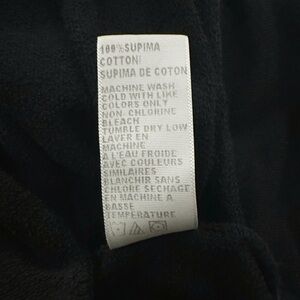 100% SUPIMA
COTTON
SUPIMA DE COTON
MACHINE WASH
COLD WITH LIKE
COLORS ONLY
NON-CHLORINE
BLEACH
TUMBLE DRY LOW
LAVER EN
MACHINE
A L'EAU FROIDE
AVEC COULEURS
SIMILAIRES
BLANCHIR SANS
CHLORE SECHAGE
EN MACHINE A
BASSE
TEMPERATURE